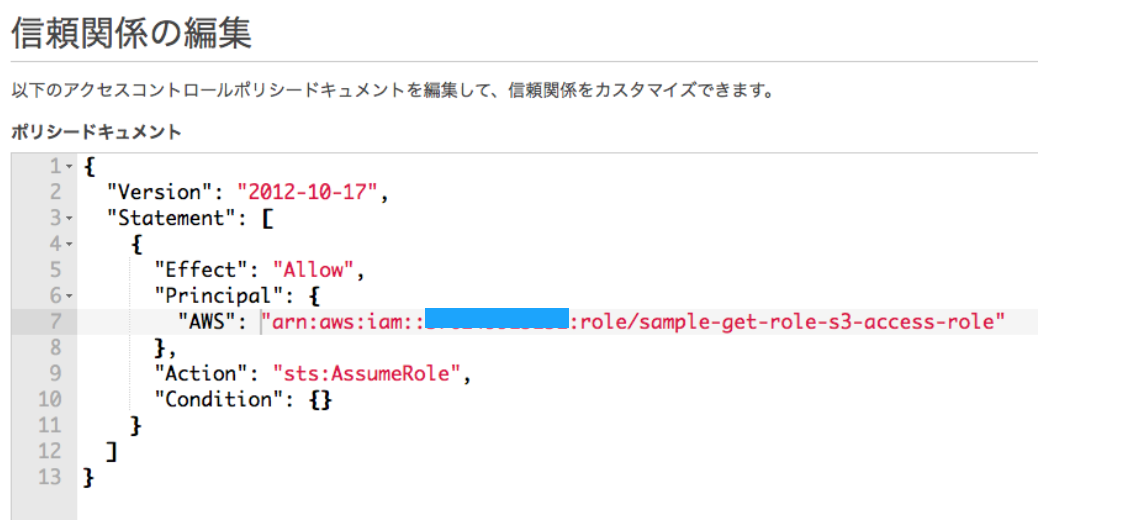 信頼関係の編集
以下のアクセスコントロールポリシードキュメントを編集して、信頼関係をカスタマイズできます。
ポリシードキュメント
1 {
2 "Version": "2012-10-17",
3 "Statement": [
4 {
5 "Effect": "Allow",
6 "Principal": {
7 "AWS": "arn:aws:iam:: :role/sample-get-role-s3-access-role"
8 },
9 "Action": "sts:AssumeRole",
10 "Condition": {}
11 }
12 ]
13 }